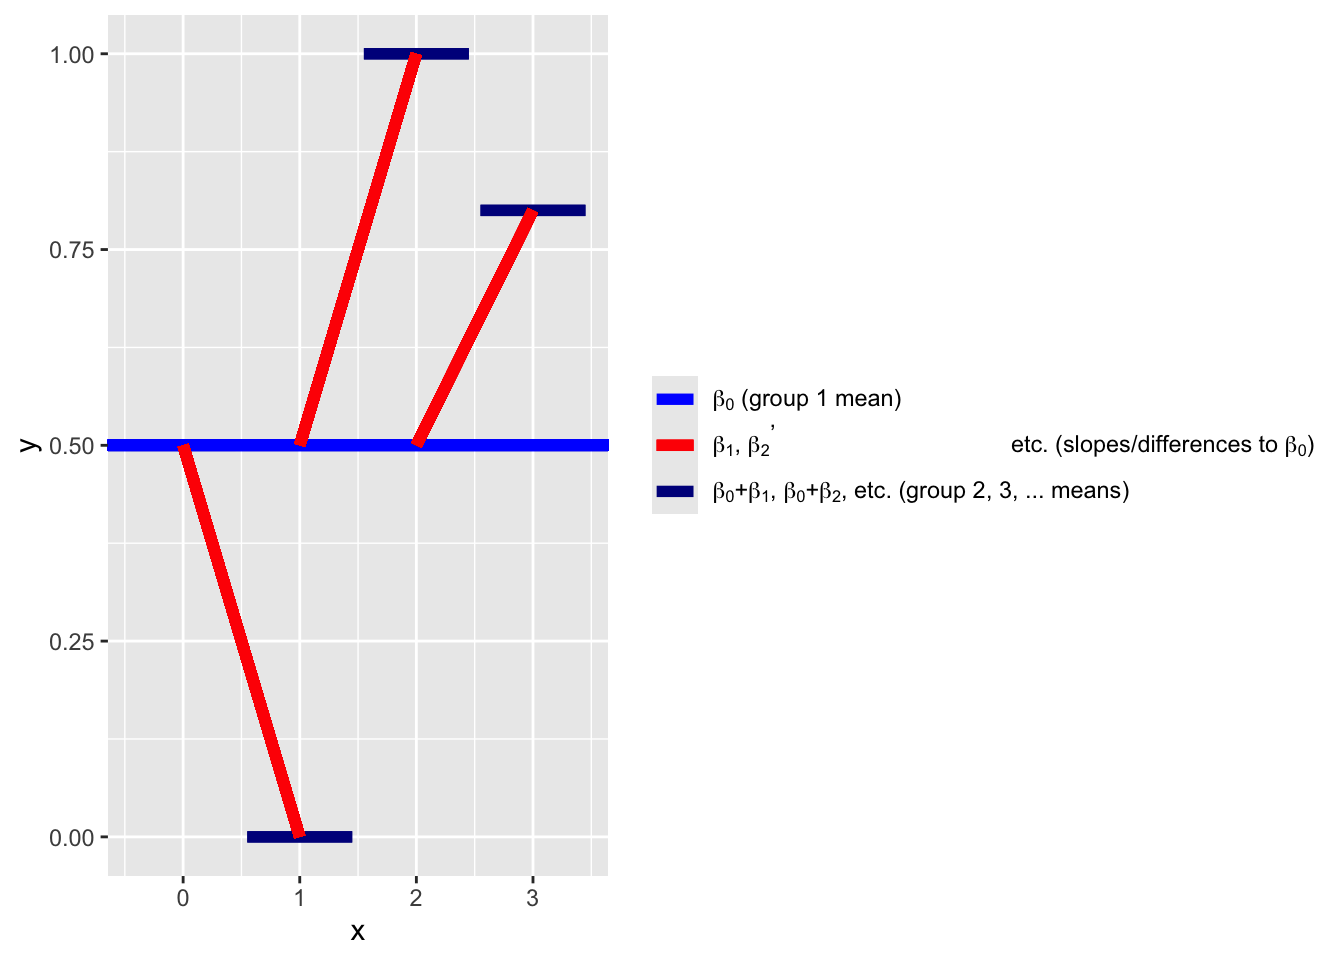 1.00
0.75
0.50
0.25
0.00
y
0 1 2 3
x
β₀ (group 1 mean)
β₁, β₂, etc. (slopes/differences to β₀)
β₀+β₁, β₀+β₂, etc. (group 2, 3, ... means)